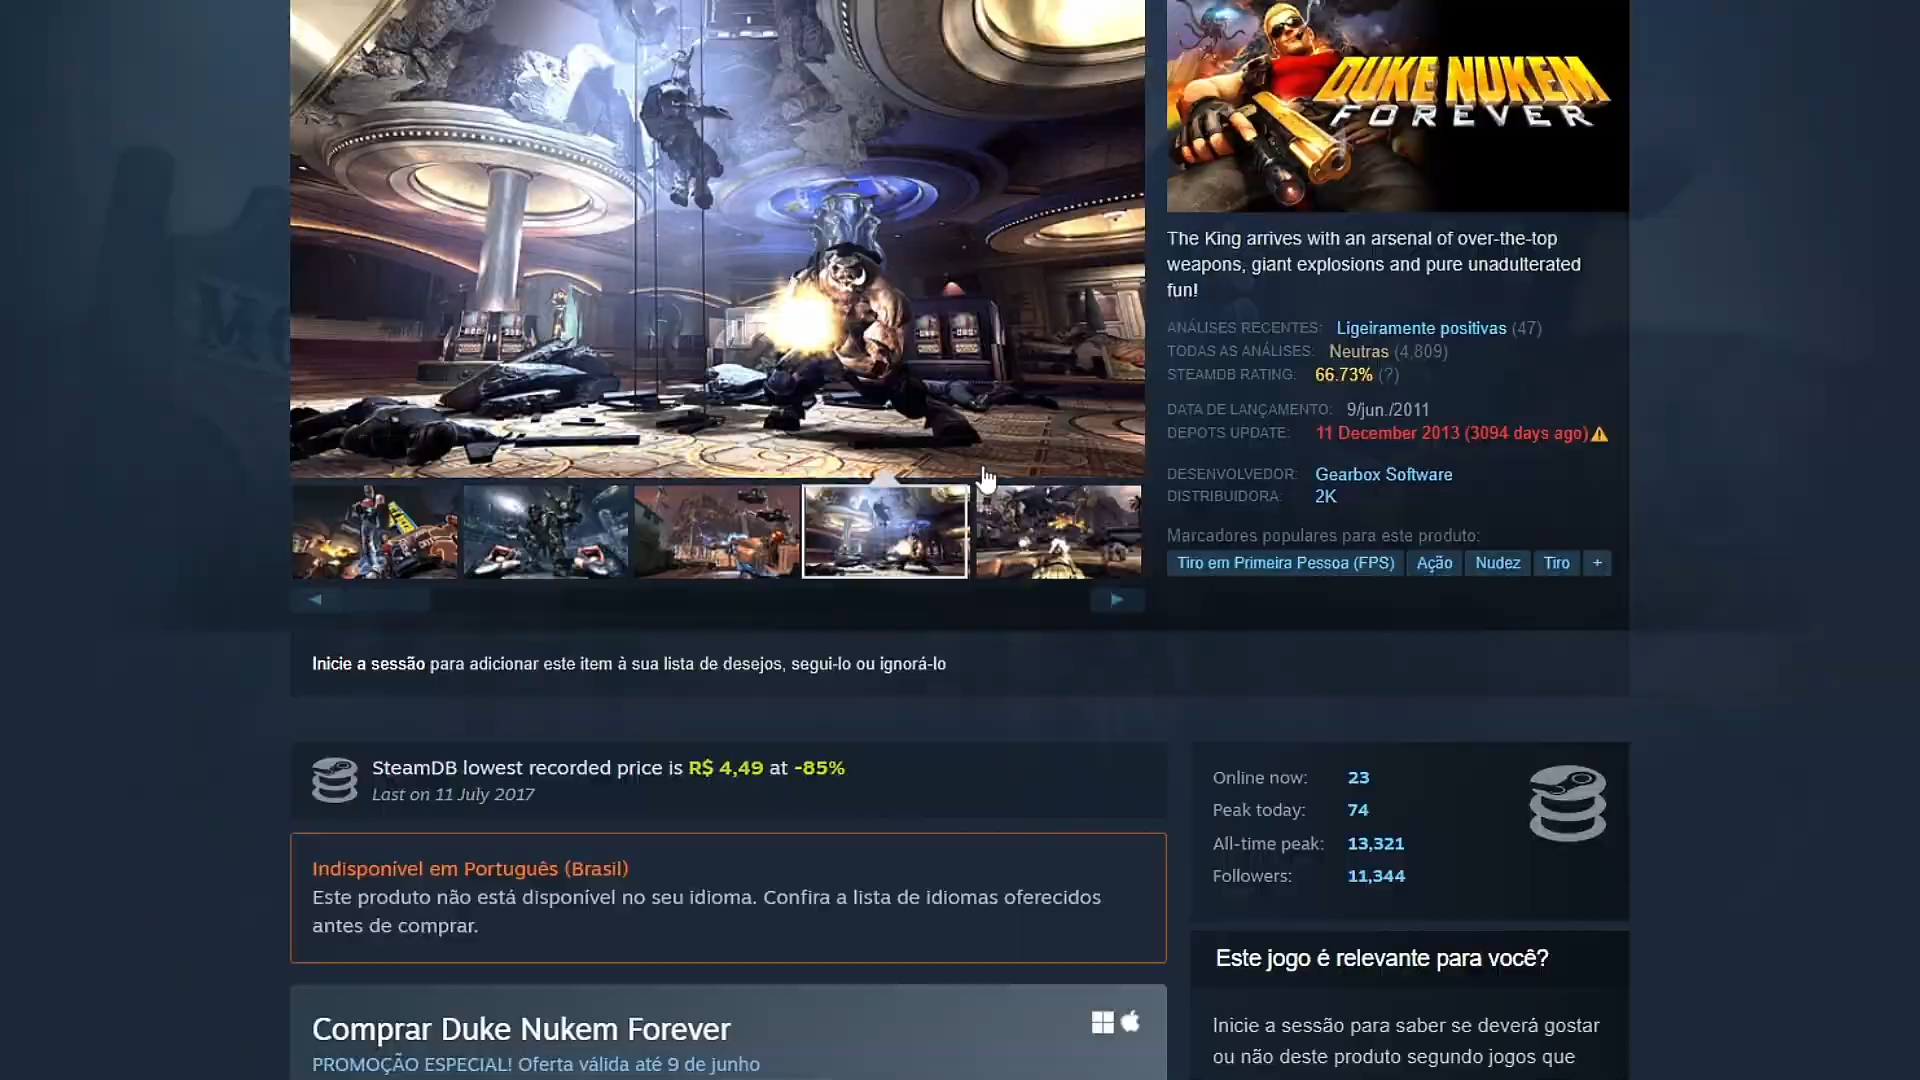 DUKE NUKEM
FOREVER
The King arrives with an arsenal of over-the-top
weapons, giant explosions and pure unadulterated
fun!
ANÁLISES RECENTES: Ligeiramente positivas (47)
TODAS AS ANÁLISES: Neutras (4,809)
STEAMDB RATING: 66.73% (?)
DATA DE LANÇAMENTO: 9/jun./2011
DEPOTS UPDATE: 11 December 2013 (3094 days ago)
DESENVOLVEDOR: Gearbox Software
DISTRIBUIDORA: 2K
Marcadores populares para este produto:
Tiro em Primeira Pessoa (FPS) Ação Nudez Tiro +
Inicie a sessão para adicionar este item à sua lista de desejos, segui-lo ou ignorá-lo
SteamDB lowest recorded price is R$ 4,49 at -85%
Last on 11 July 2017
Indisponível em Português (Brasil)
Este produto não está disponível no seu idioma. Confira a lista de idiomas oferecidos
antes de comprar.
Comprar Duke Nukem Forever
PROMOÇÃO ESPECIAL! Oferta válida até 9 de junho
Online now: 23
Peak today: 74
All-time peak: 13,321
Followers: 11,344
Este jogo é relevante para você?
Inicie a sessão para saber se deverá gostar
ou não deste produto segundo jogos que